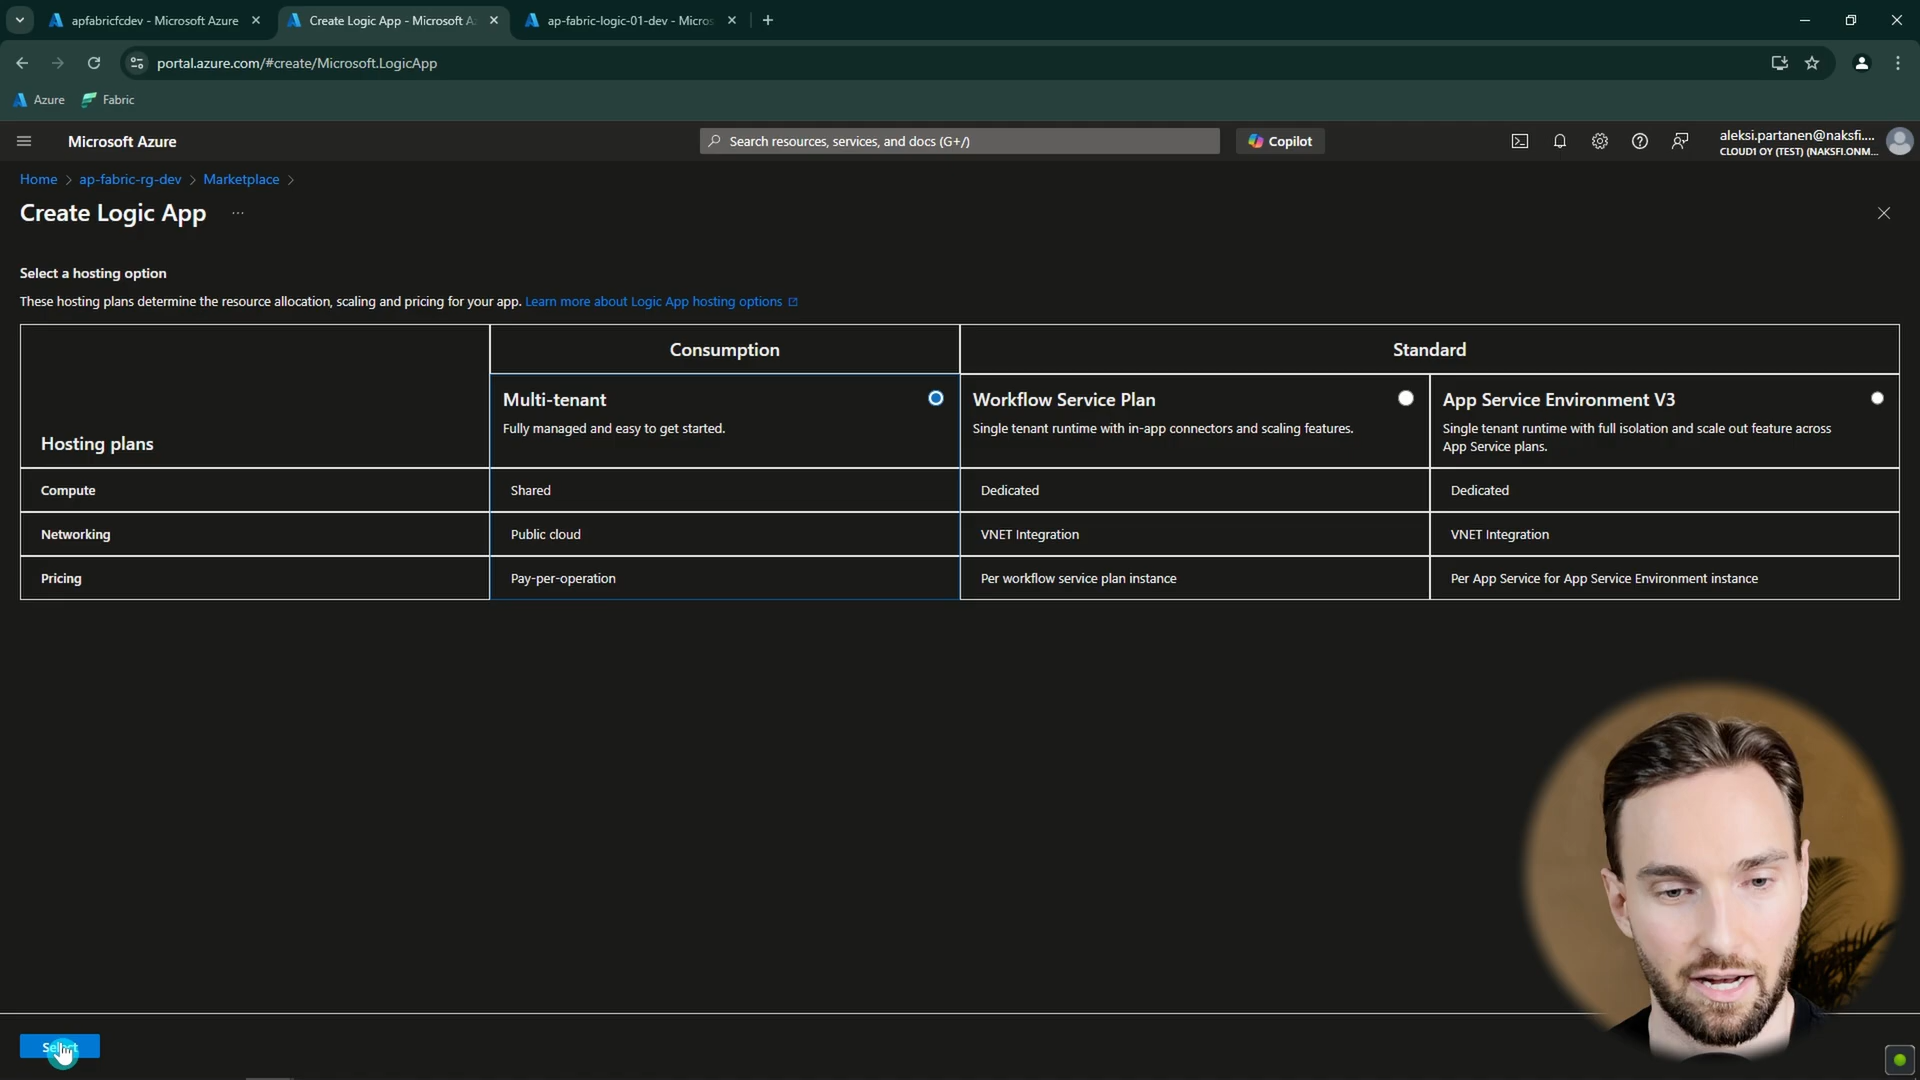 apfabricfcdev - Microsoft Azure
Create Logic App - Microsoft A
ap-fabric-logic-01-dev - Micros
portal.azure.com/#create/Microsoft.LogicApp
Azure
Fabric
Microsoft Azure
Search resources, services, and docs (G+/)
Copilot
aleksi.partanen@naksfi....
CLOUD1 OY (TEST) (NAKSFI.ONM...
Home > ap-fabric-rg-dev > Marketplace >
Create Logic App ...
Select a hosting option
These hosting plans determine the resource allocation, scaling and pricing for your app. Learn more about Logic App hosting options
Consumption
Standard
Hosting plans
Multi-tenant
Fully managed and easy to get started.
Workflow Service Plan
Single tenant runtime with in-app connectors and scaling features.
App Service Environment V3
Single tenant runtime with full isolation and scale out feature across
App Service plans.
Compute
Shared
Dedicated
Dedicated
Networking
Public cloud
VNET Integration
VNET Integration
Pricing
Pay-per-operation
Per workflow service plan instance
Per App Service for App Service Environment instance
Select